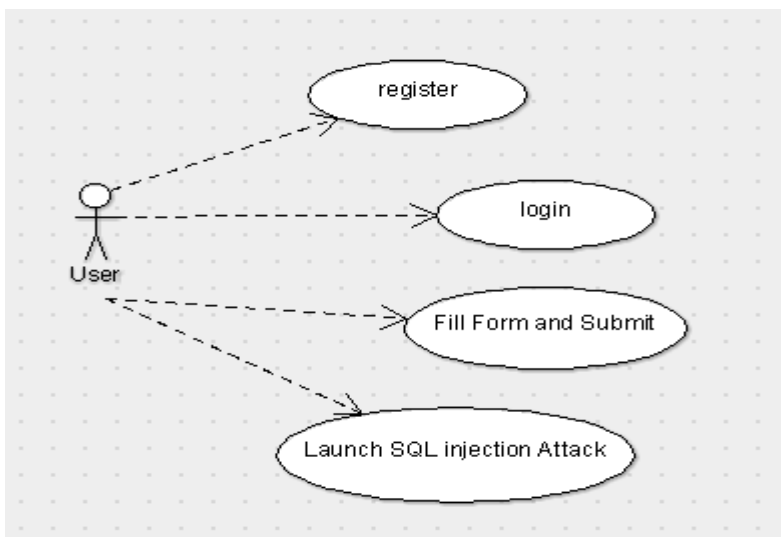 register
login
User
Fill Form and Submit
Launch SQL injection Attack